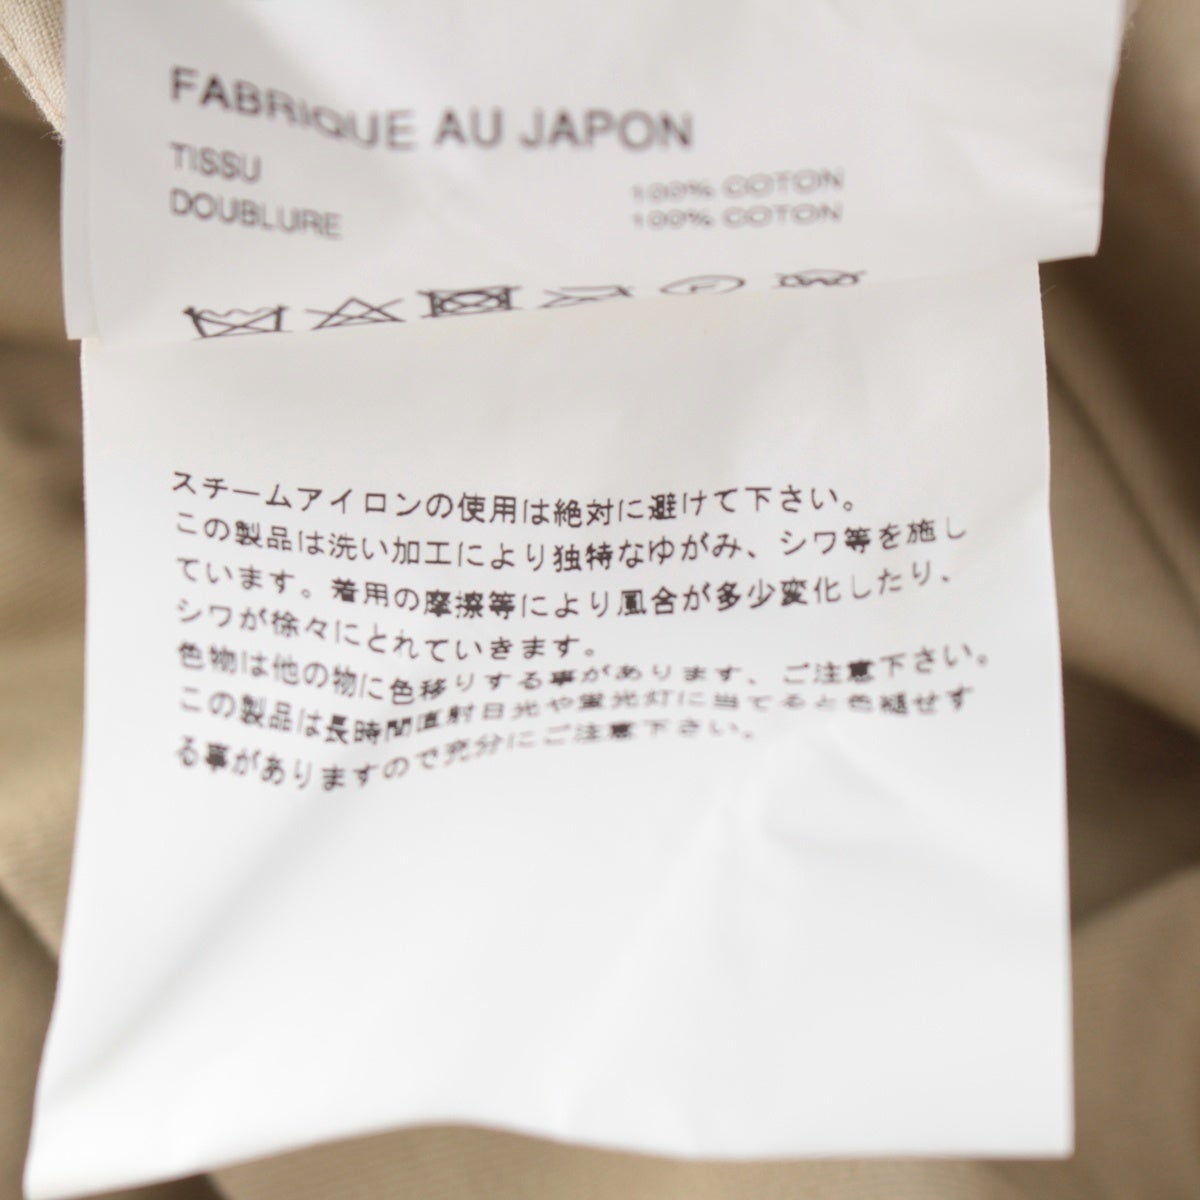 FABRIQUE AU JAPON
TISSU 100% COTON
DOUBLURE 100% COTON
スチームアイロンの使用は絶対に避けて下さい。
この製品は洗い加工により独特なゆがみ、シワ等を施し
ています。着用の摩擦等により風合が多少変化したり、
シワが徐々にとれていきます。
色物は他の物に色移りする事があります、ご注意下さい。
この製品は長時間直射日光や蛍光灯に当てると色褪せす
る事がありますので充分にご注意下さい。